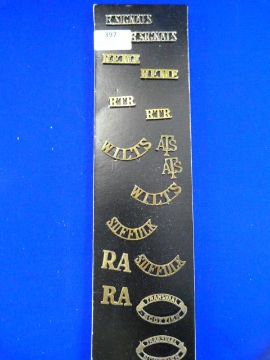 R.SIGNALS
397
R.SIGNALS
REME
REME
RTR
RTR
WILTS
ATS
ATS
WILTS
SUFFOLK
RA
SUFFOLK
RA